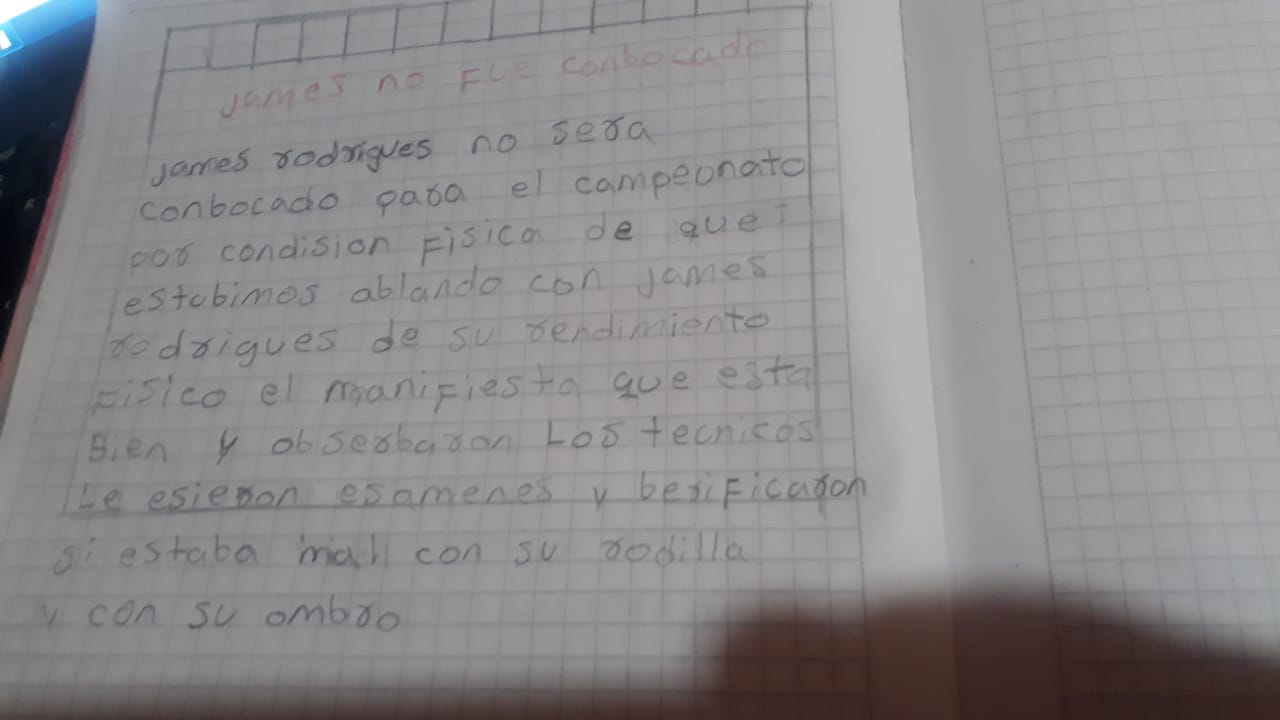 James no Fue conbocado
james rodrigues no sera
conbocado para el campeonato
por condision Fisica de que
estubimos ablando con James
rodrigues de su rendimiento
Fisico el manifiesta que esta
Bien y obserbaron Los tecnicos
Le esieron esamenes y berificaron
si estaba mal con su rodilla
y con su ombro